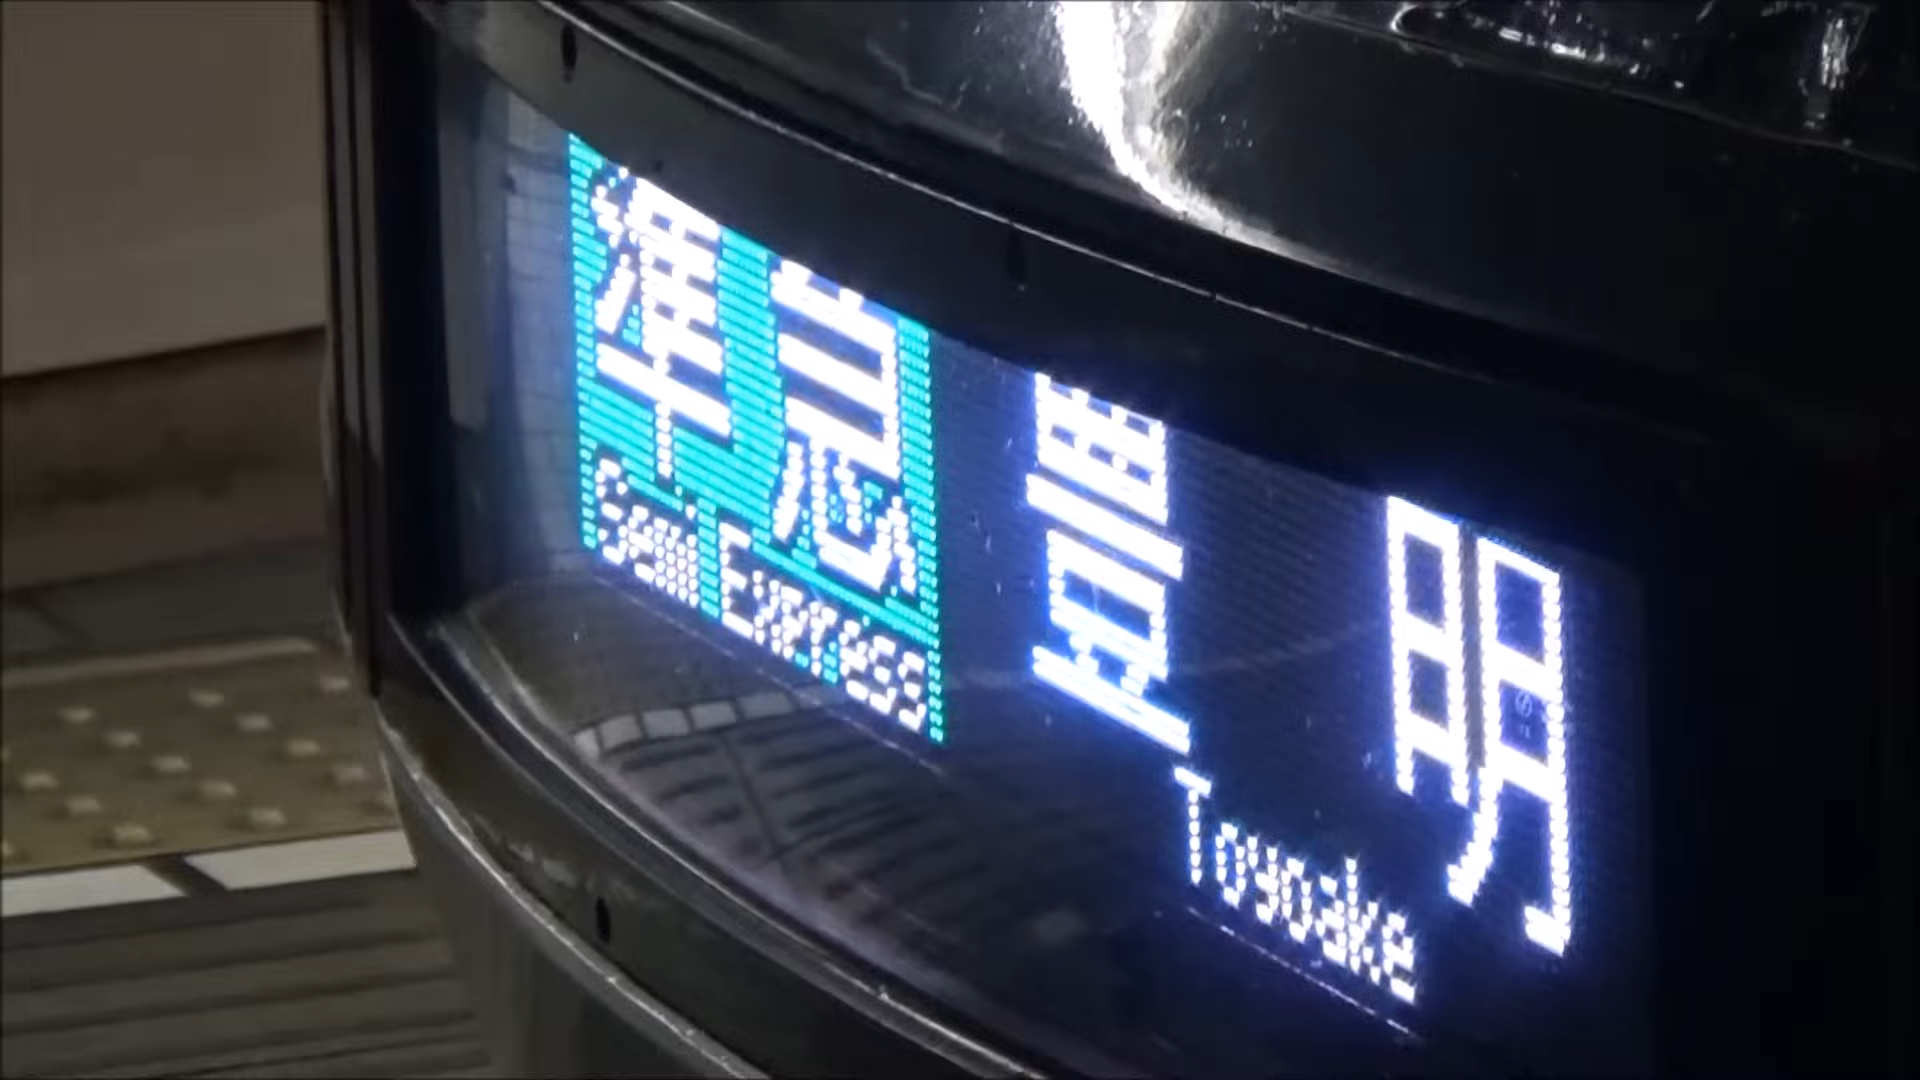 準急
Semi Express
豊明
Toyoake